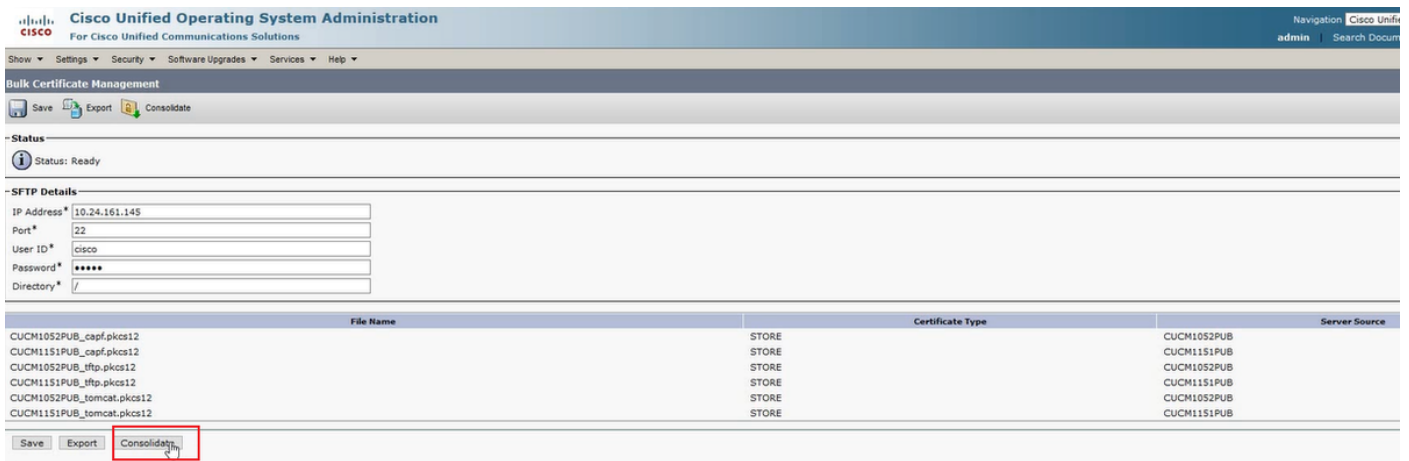 Cisco Unified Operating System Administration
Navigation Cisco Unifie
CISCO
For Cisco Unified Communications Solutions
admin | Search Docum
Show Settings Security Software Upgrades Services Help
Bulk Certificate Management
Save Export Consolidate
Status
Status: Ready
SFTP Details
IP Address* 10.24.161.145
Port* 22
User ID* cisco
Password* •••••
Directory* /
File Name Certificate Type Server Source
CUCM1052PUB_capf.pkcs12 STORE CUCM1052PUB
CUCM1151PUB_capf.pkcs12 STORE CUCM1151PUB
CUCM1052PUB_tftp.pkcs12 STORE CUCM1052PUB
CUCM1151PUB_tftp.pkcs12 STORE CUCM1151PUB
CUCM1052PUB_tomcat.pkcs12 STORE CUCM1052PUB
CUCM1151PUB_tomcat.pkcs12 STORE CUCM1151PUB
Save Export Consolidate